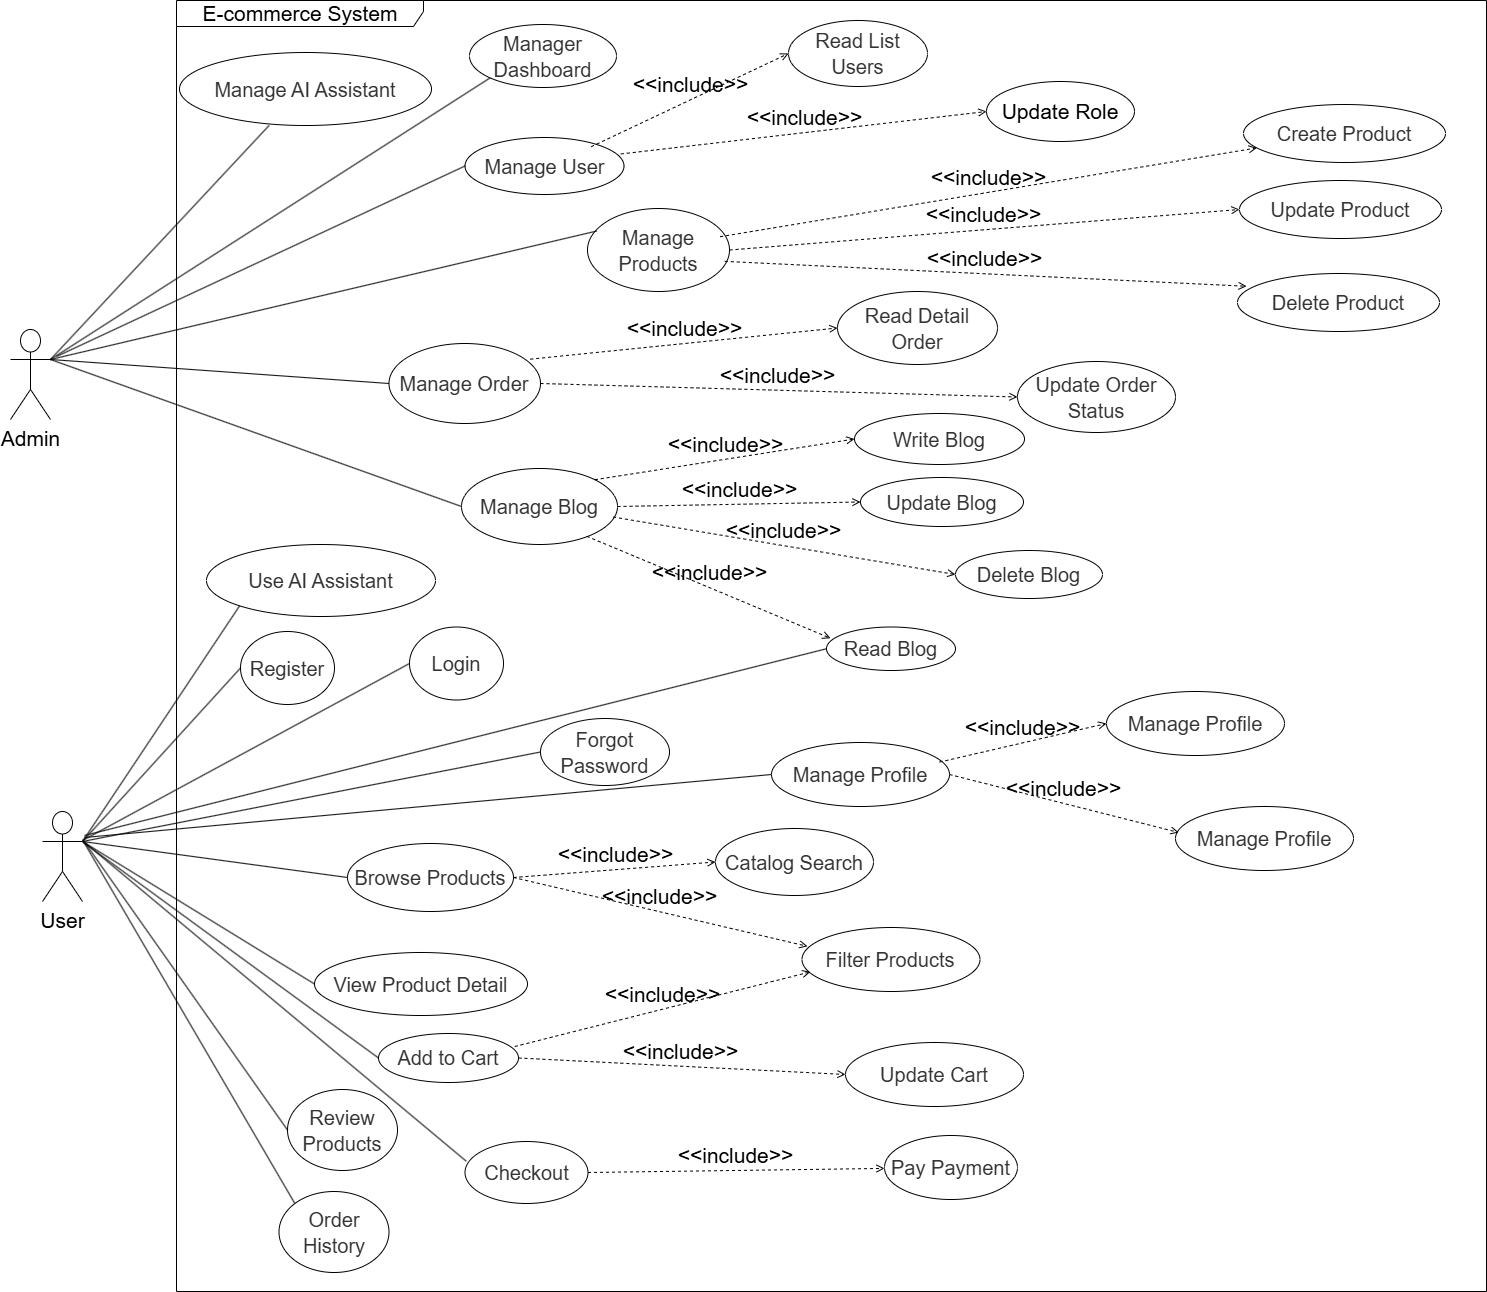 E-commerce System
Manager
Dashboard
Read List
Users
Manage AI Assistant
<<include>>
Update Role
<<include>>
Create Product
Manage User
<<include>>
Update Product
<<include>>
Manage
Products
<<include>>
Delete Product
Read Detail
Order
<<include>>
Manage Order
<<include>>
Update Order
Status
Admin
<<include>>
Write Blog
<<include>>
Update Blog
Manage Blog
<<include>>
Delete Blog
<<include>>
Use AI Assistant
Read Blog
Register
Login
<<include>>
Manage Profile
Forgot
Password
Manage Profile
<<include>>
Manage Profile
User
<<include>>
Catalog Search
Browse Products
<<include>>
Filter Products
View Product Detail
<<include>>
Add to Cart
<<include>>
Update Cart
Review
Products
Checkout
<<include>>
Pay Payment
Order
History